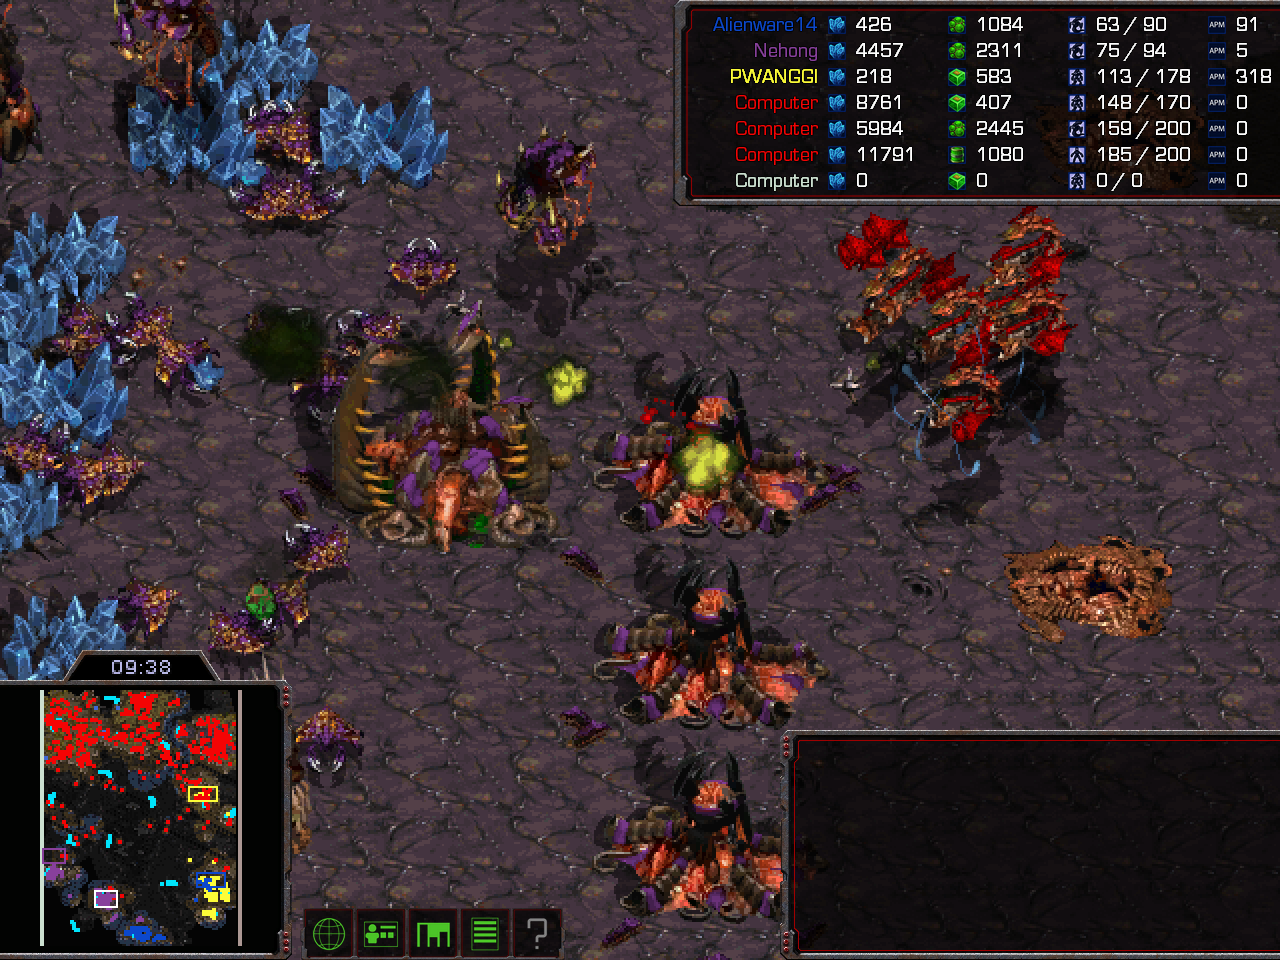 Alienware14 426 1084 63 / 90 APM 91
Nehong 4457 2311 75 / 94 APM 5
PWANGGI 218 583 113 / 178 APM 318
Computer 8761 407 148 / 170 APM 0
Computer 5984 2445 159 / 200 APM 0
Computer 11791 1080 185 / 200 APM 0
Computer 0 0 0 / 0 APM 0
09:38
?